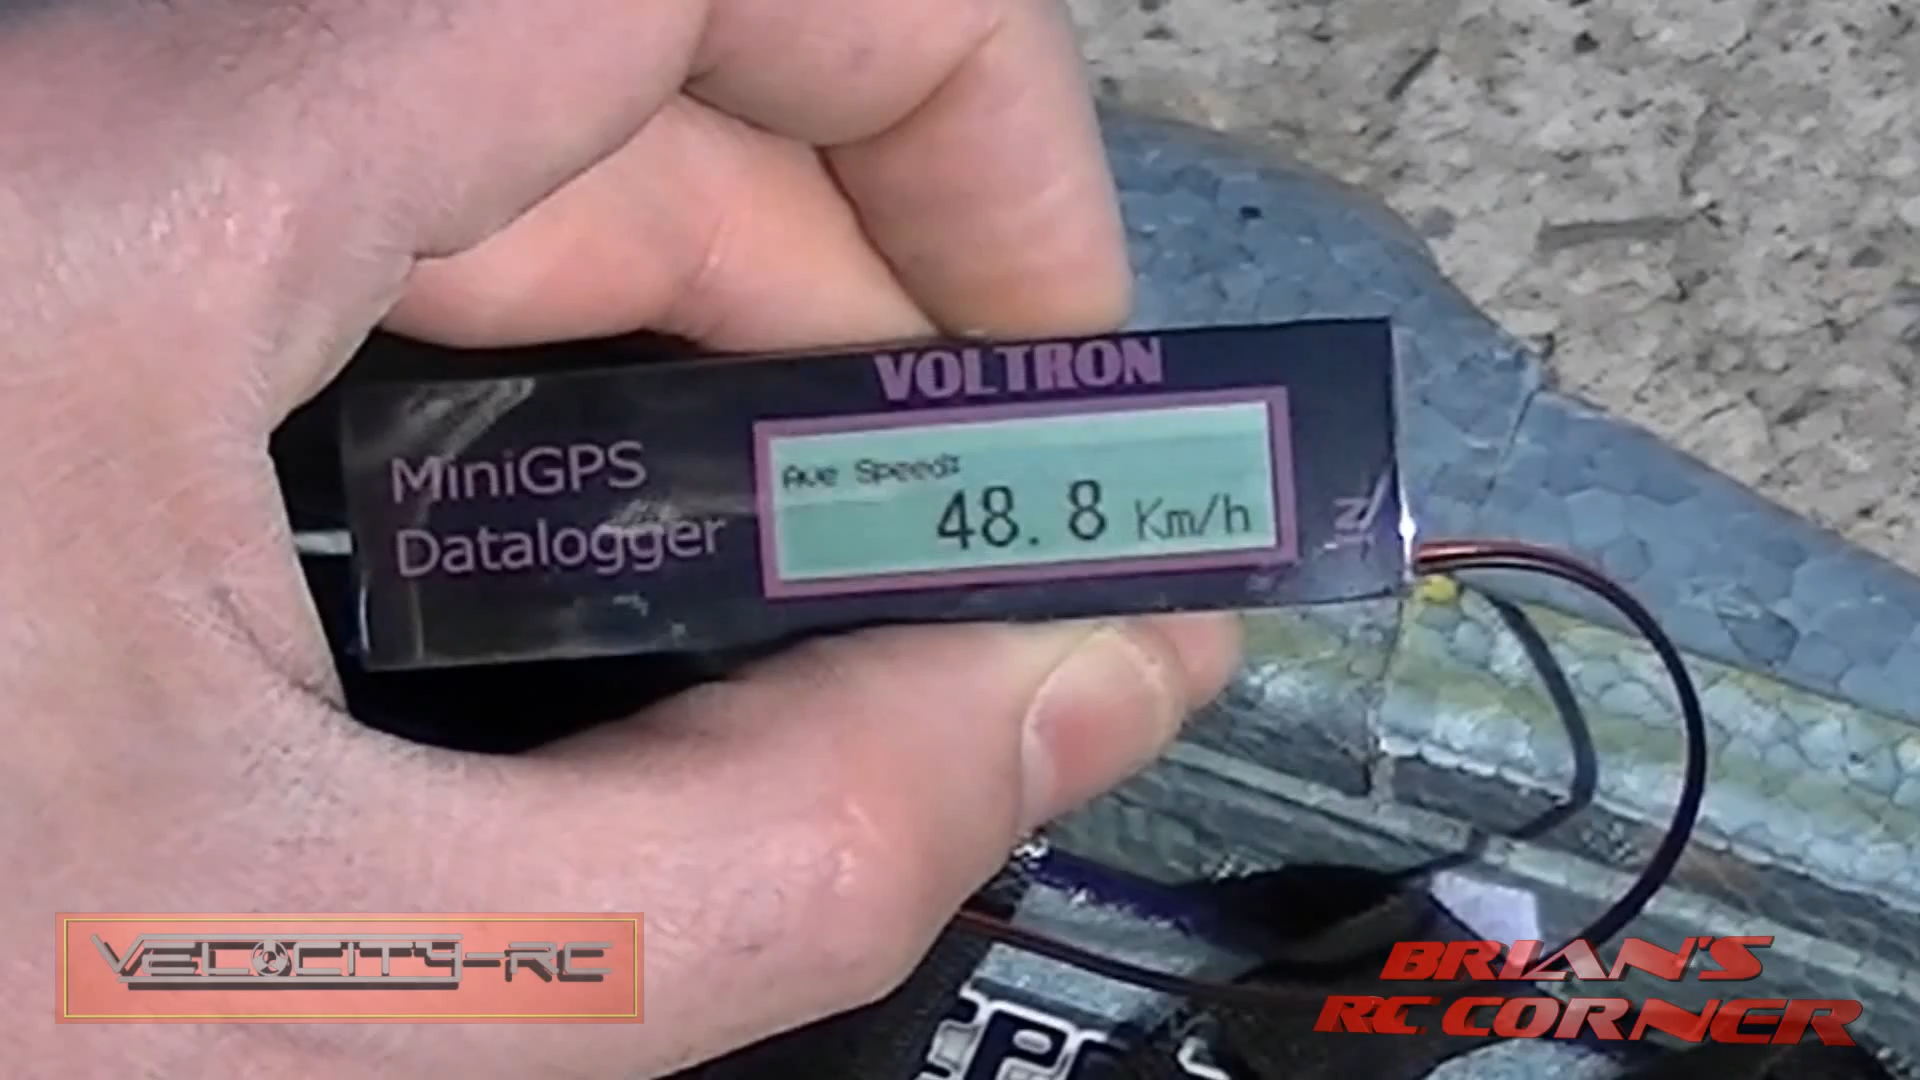 VOLTRON
MiniGPS
Datalogger
Ave Speed:
48.8 Km/h
VELOCITY-RC
BRIAN'S
RC CORNER